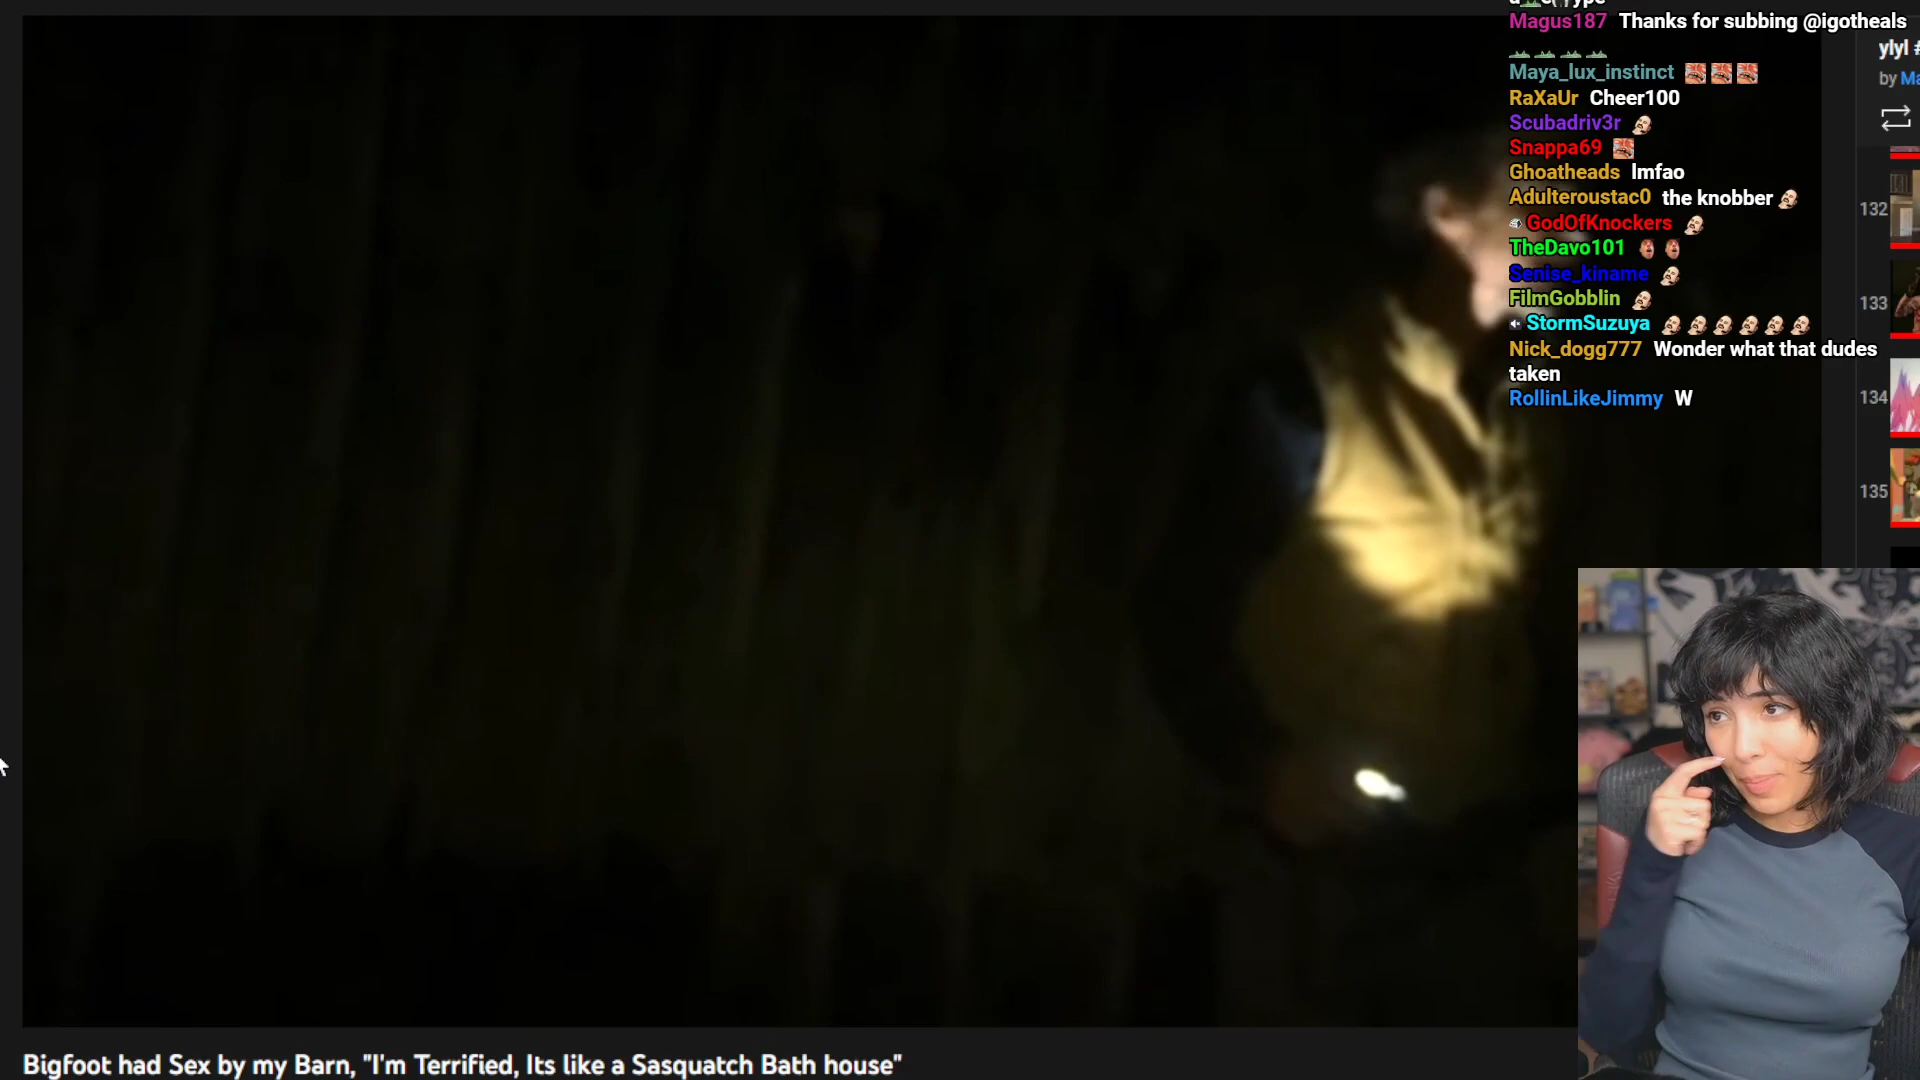 Magus187 Thanks for subbing @igotheals
Maya_lux_instinct
RaXaUr Cheer100
Scubadriv3r
Snappa69
Ghoatheads lmfao
Adulteroustac0 the knobber
GodOfKnockers
TheDavo101
Senise_kiname
FilmGobblin
StormSuzuya
Nick_dogg777 Wonder what that dudes
taken
RollinLikeJimmy W
ylyl #
by Ma
132
133
134
135
Bigfoot had Sex by my Barn, "I'm Terrified, Its like a Sasquatch Bath house"